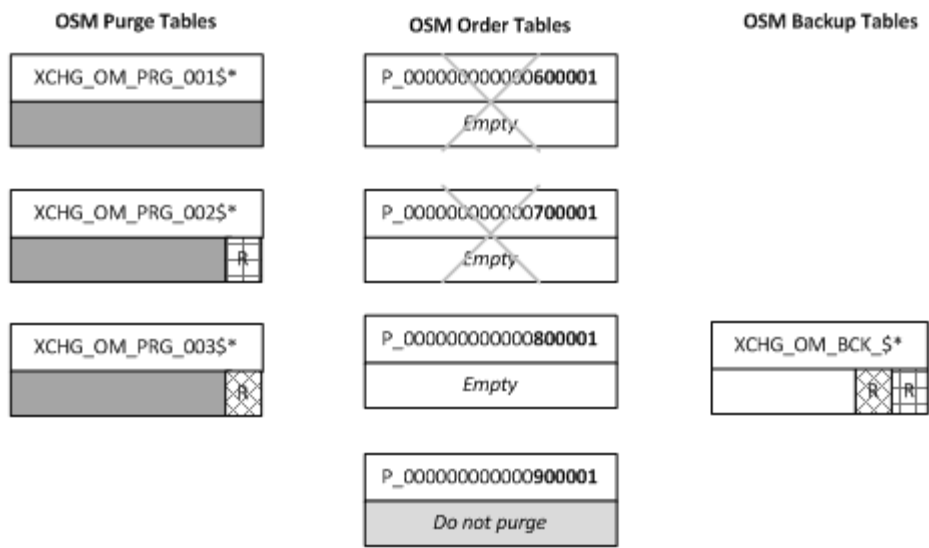 OSM Purge Tables
OSM Order Tables
OSM Backup Tables
XCHG_OM_PRG_001$*
P_000000000000600001
Empty
XCHG_OM_PRG_002$*
R
P_000000000000700001
Empty
XCHG_OM_PRG_003$*
R
P_000000000000800001
Empty
XCHG_OM_BCK_$*
R R
P_000000000000900001
Do not purge